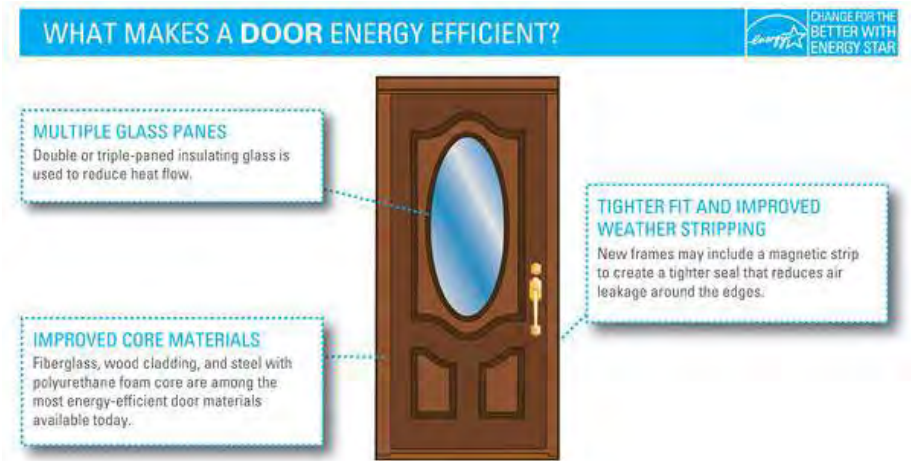 WHAT MAKES A DOOR ENERGY EFFICIENT?
energy
CHANGE FOR THE
BETTER WITH
ENERGY STAR
MULTIPLE GLASS PANES
Double or triple-paned insulating glass is
used to reduce heat flow.
TIGHTER FIT AND IMPROVED
WEATHER STRIPPING
New frames may include a magnetic strip
to create a tighter seal that reduces air
leakage around the edges.
IMPROVED CORE MATERIALS
Fiberglass, wood cladding, and steel with
polyurethane foam core are among the
most energy-efficient door materials
available today.